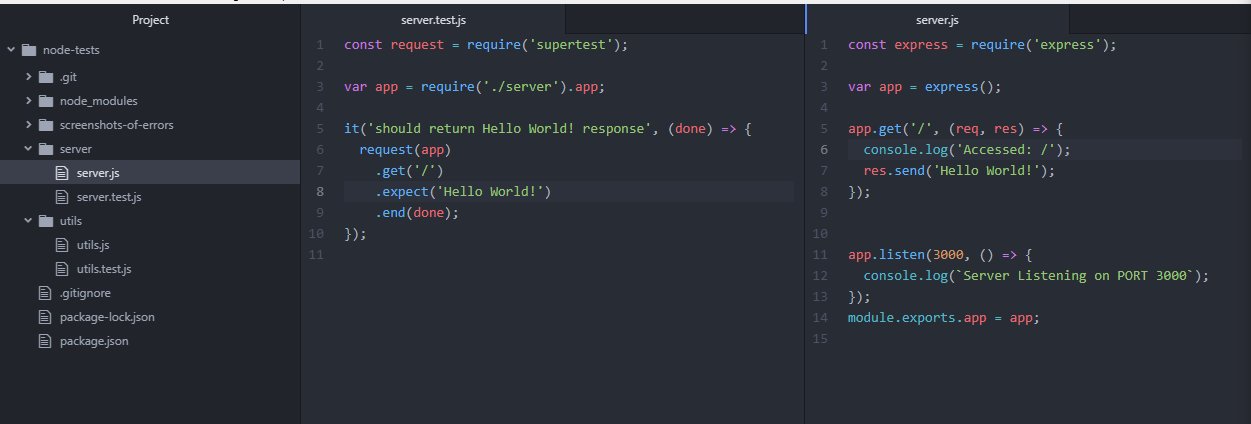 Project
node-tests
.git
node_modules
screenshots-of-errors
server
server.js
server.test.js
utils
utils.js
utils.test.js
.gitignore
package-lock.json
package.json
server.test.js
1 const request = require('supertest');
2
3 var app = require('./server').app;
4
5 it('should return Hello World! response', (done) => {
6   request(app)
7     .get('/')
8     .expect('Hello World!')
9     .end(done);
10 });
11
server.js
1 const express = require('express');
2
3 var app = express();
4
5 app.get('/', (req, res) => {
6   console.log('Accessed: /');
7   res.send('Hello World!');
8 });
9
10
11 app.listen(3000, () => {
12   console.log(`Server Listening on PORT 3000`);
13 });
14 module.exports.app = app;
15